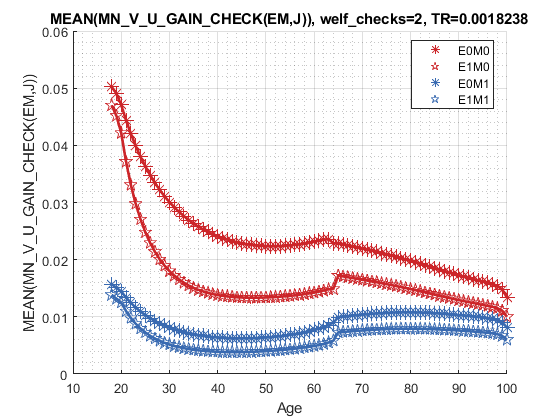 MEAN(MN_V_U_GAIN_CHECK(EM,J)), welf_checks=2, TR=0.0018238
0.06
0.05
0.04
0.03
0.02
0.01
0
MEAN(MN_V_U_GAIN_CHECK(EM,J))
E0M0
E1M0
E0M1
E1M1
10 20 30 40 50 60 70 80 90 100
Age